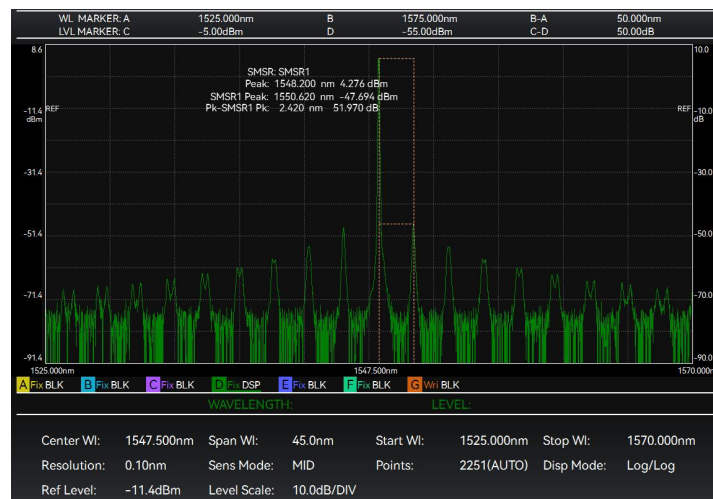 WL MARKER: A 1525.000nm B 1575.000nm B-A 50.000nm
LVL MARKER: C -5.00dBm D -55.00dBm C-D 50.00dB
8.6 10.0
SMSR: SMSR1
Peak: 1548.200 nm 4.276 dBm
SMSR1 Peak: 1550.620 nm -47.694 dBm
Pk-SMSR1 Pk: 2.420 nm 51.970 dB
-11.4 REF REF -10.0
dBm dB
-31.4 -30.0
-51.4 -50.0
-71.4 -70.0
-91.4 -90.0
1525.000nm 1547.500nm 1570.000nm
A Fix BLK B Fix BLK C Fix BLK D Fix DSP E Fix BLK F Fix BLK G Wri BLK
WAVELENGTH: LEVEL:
Center Wl: 1547.500nm Span Wl: 45.0nm Start Wl: 1525.000nm Stop Wl: 1570.000nm
Resolution: 0.10nm Sens Mode: MID Points: 2251(AUTO) Disp Mode: Log/Log
Ref Level: -11.4dBm Level Scale: 10.0dB/DIV